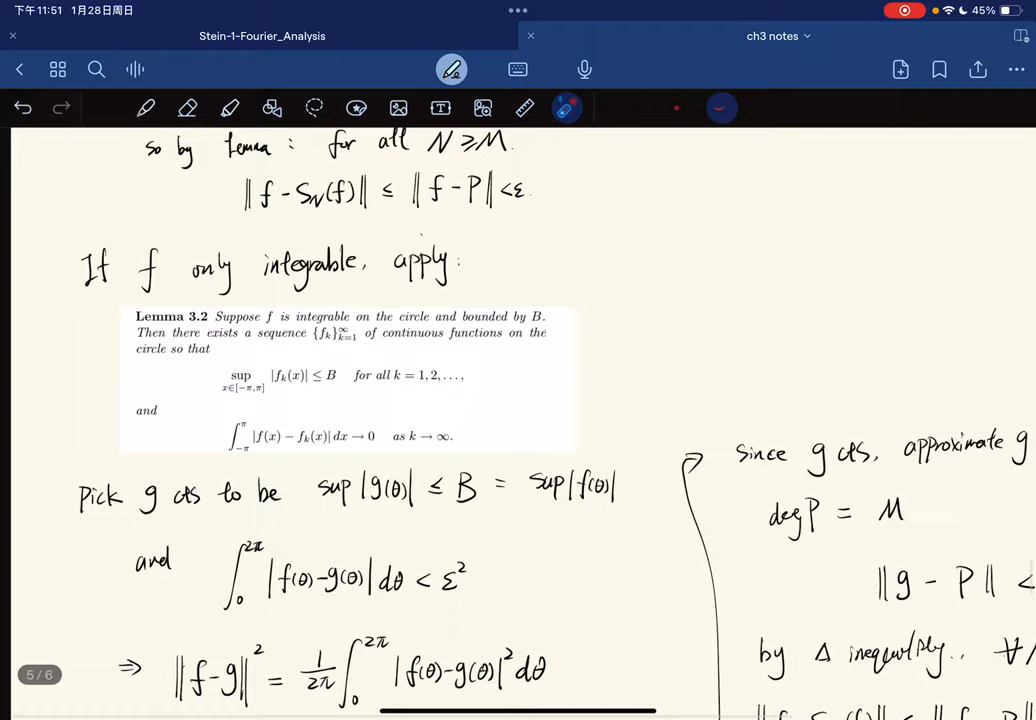 下午11:51 1月28日周日
45%
Stein-1-Fourier_Analysis
ch3 notes
so by Lemma : for all N ≥ M.
‖f - S_N(f)‖ ≤ ‖f - P‖ < ε.
If f only integrable, apply :
Lemma 3.2 Suppose f is integrable on the circle and bounded by B.
Then there exists a sequence {f_k}_{k=1}^∞ of continuous functions on the
circle so that
sup_{x∈[-π,π]} |f_k(x)| ≤ B for all k = 1, 2, . . . ,
and
∫_{-π}^{π} |f(x) − f_k(x)| dx → 0 as k → ∞.
Pick g cts to be sup |g(θ)| ≤ B = sup |f(θ)|
and ∫_0^{2π} |f(θ)-g(θ)| dθ < ε²
⇒ ‖f-g‖² = 1/2π ∫_0^{2π} |f(θ)-g(θ)|² dθ
since g cts, approximate g
deg P = M
‖g - P‖ <
by Δ inequality.,
5 / 6